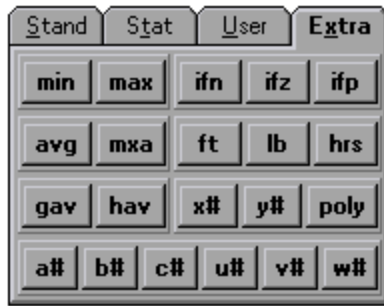 Stand Stat User Extra
min max ifn ifz ifp
avg mxa ft lb hrs
gav hav x# y# poly
a# b# c# u# v# w#